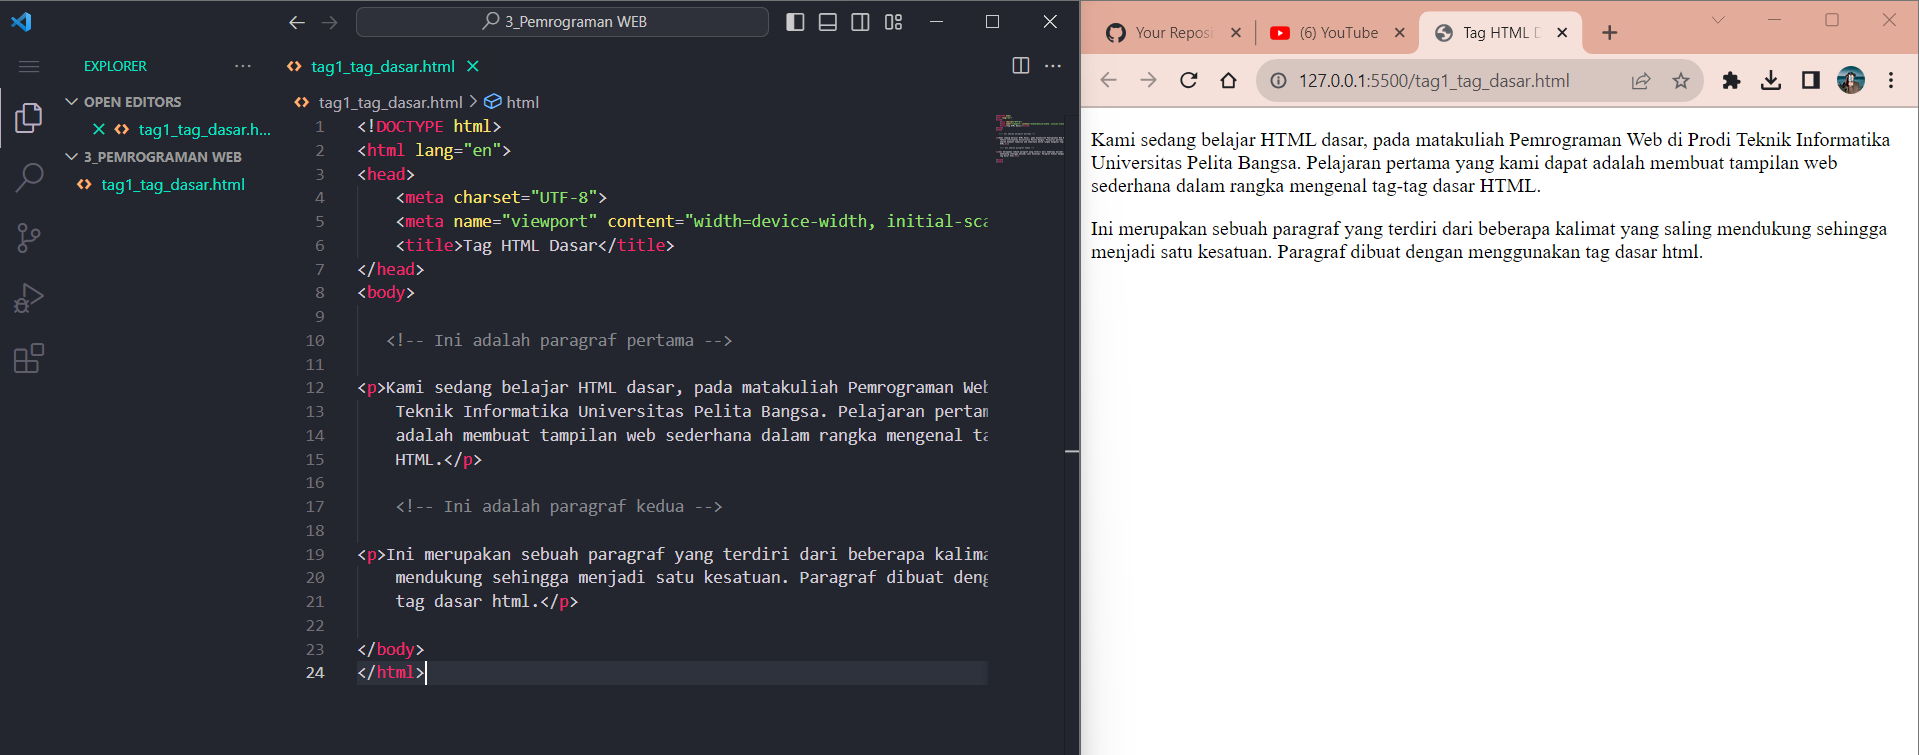 3_Pemrograman WEB
EXPLORER
tag1_tag_dasar.html
OPEN EDITORS
tag1_tag_dasar.h...
3_PEMROGRAMAN WEB
tag1_tag_dasar.html
tag1_tag_dasar.html > html
1 <!DOCTYPE html>
2 <html lang="en">
3 <head>
4 <meta charset="UTF-8">
5 <meta name="viewport" content="width=device-width, initial-sca
6 <title>Tag HTML Dasar</title>
7 </head>
8 <body>
9
10 <!-- Ini adalah paragraf pertama -->
11
12 <p>Kami sedang belajar HTML dasar, pada matakuliah Pemrograman Web
13 Teknik Informatika Universitas Pelita Bangsa. Pelajaran pertam
14 adalah membuat tampilan web sederhana dalam rangka mengenal ta
15 HTML.</p>
16
17 <!-- Ini adalah paragraf kedua -->
18
19 <p>Ini merupakan sebuah paragraf yang terdiri dari beberapa kalima
20 mendukung sehingga menjadi satu kesatuan. Paragraf dibuat deng
21 tag dasar html.</p>
22
23 </body>
24 </html>
Your Reposi
(6) YouTube
Tag HTML D
127.0.0.1:5500/tag1_tag_dasar.html
Kami sedang belajar HTML dasar, pada matakuliah Pemrograman Web di Prodi Teknik Informatika
Universitas Pelita Bangsa. Pelajaran pertama yang kami dapat adalah membuat tampilan web
sederhana dalam rangka mengenal tag-tag dasar HTML.
Ini merupakan sebuah paragraf yang terdiri dari beberapa kalimat yang saling mendukung sehingga
menjadi satu kesatuan. Paragraf dibuat dengan menggunakan tag dasar html.